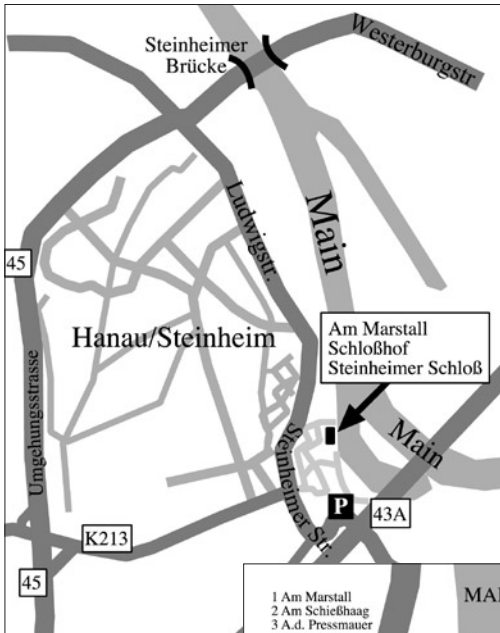 Steinheimer
Brücke
Westerburgstr
Ludwigstr.
Main
45
Hanau/Steinheim
Am Marstall
Schloßhof
Steinheimer Schloß
Umgehungsstrasse
Steinheimer Str.
Main
P
43A
K213
45
1 Am Marstall
2 Am Schießhaag
3 A.d. Pressmauer